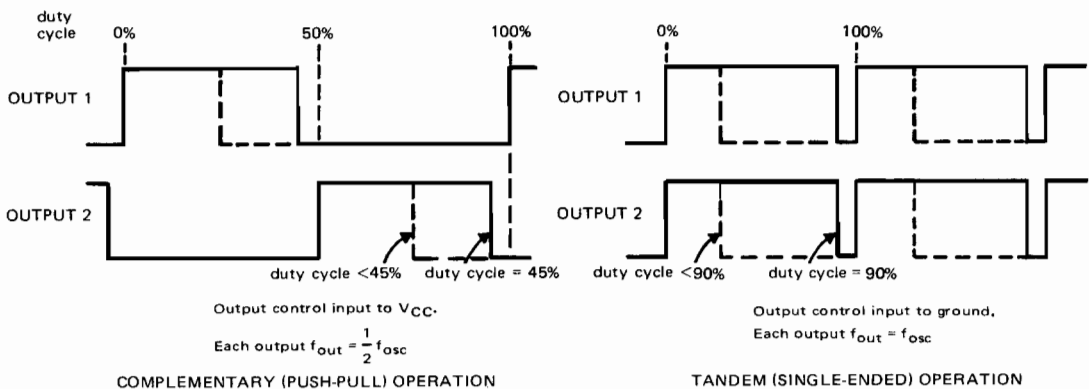 duty
cycle
0%
50%
100%
OUTPUT 1
OUTPUT 2
duty cycle <45%
duty cycle = 45%
Output control input to VCC.
Each output fout = 1/2 fosc
COMPLEMENTARY (PUSH-PULL) OPERATION
0%
100%
OUTPUT 1
OUTPUT 2
duty cycle <90%
duty cycle = 90%
Output control input to ground.
Each output fout = fosc
TANDEM (SINGLE-ENDED) OPERATION